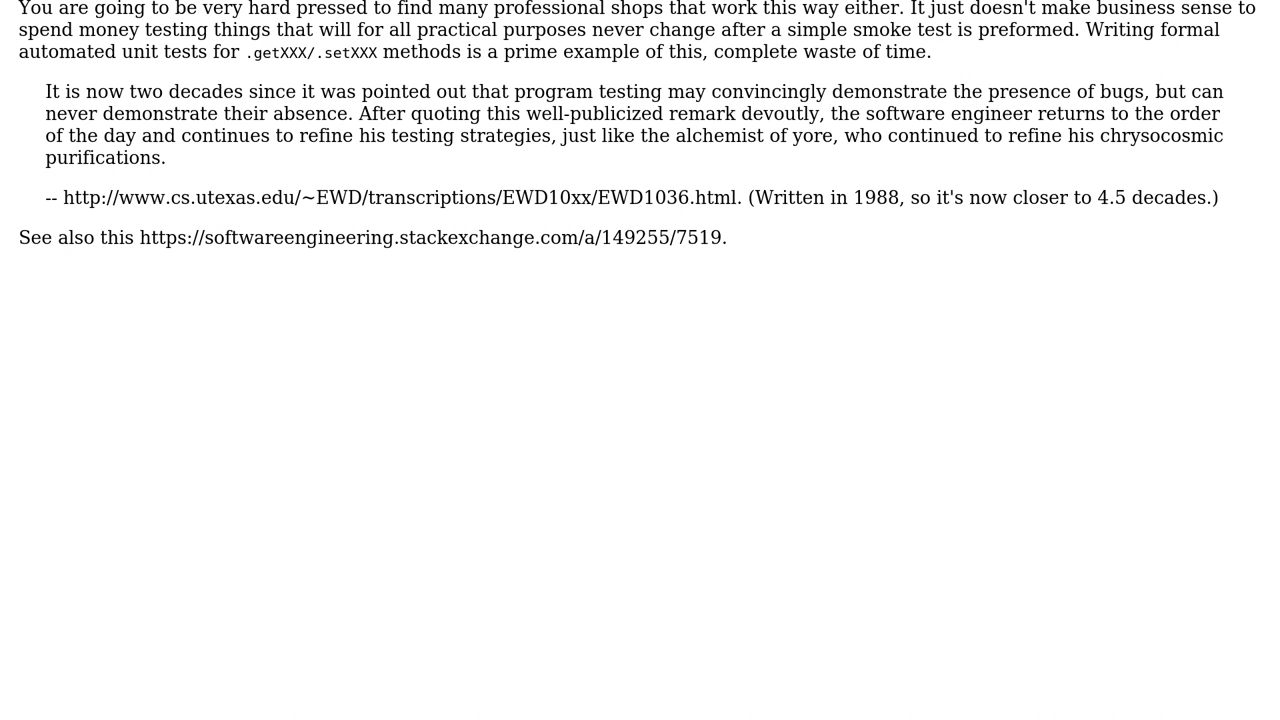 You are going to be very hard pressed to find many professional shops that work this way either. It just doesn't make business sense to
spend money testing things that will for all practical purposes never change after a simple smoke test is preformed. Writing formal
automated unit tests for .getXXX/.setXXX methods is a prime example of this, complete waste of time.
It is now two decades since it was pointed out that program testing may convincingly demonstrate the presence of bugs, but can
never demonstrate their absence. After quoting this well-publicized remark devoutly, the software engineer returns to the order
of the day and continues to refine his testing strategies, just like the alchemist of yore, who continued to refine his chrysocosmic
purifications.
-- http://www.cs.utexas.edu/~EWD/transcriptions/EWD10xx/EWD1036.html. (Written in 1988, so it's now closer to 4.5 decades.)
See also this https://softwareengineering.stackexchange.com/a/149255/7519.